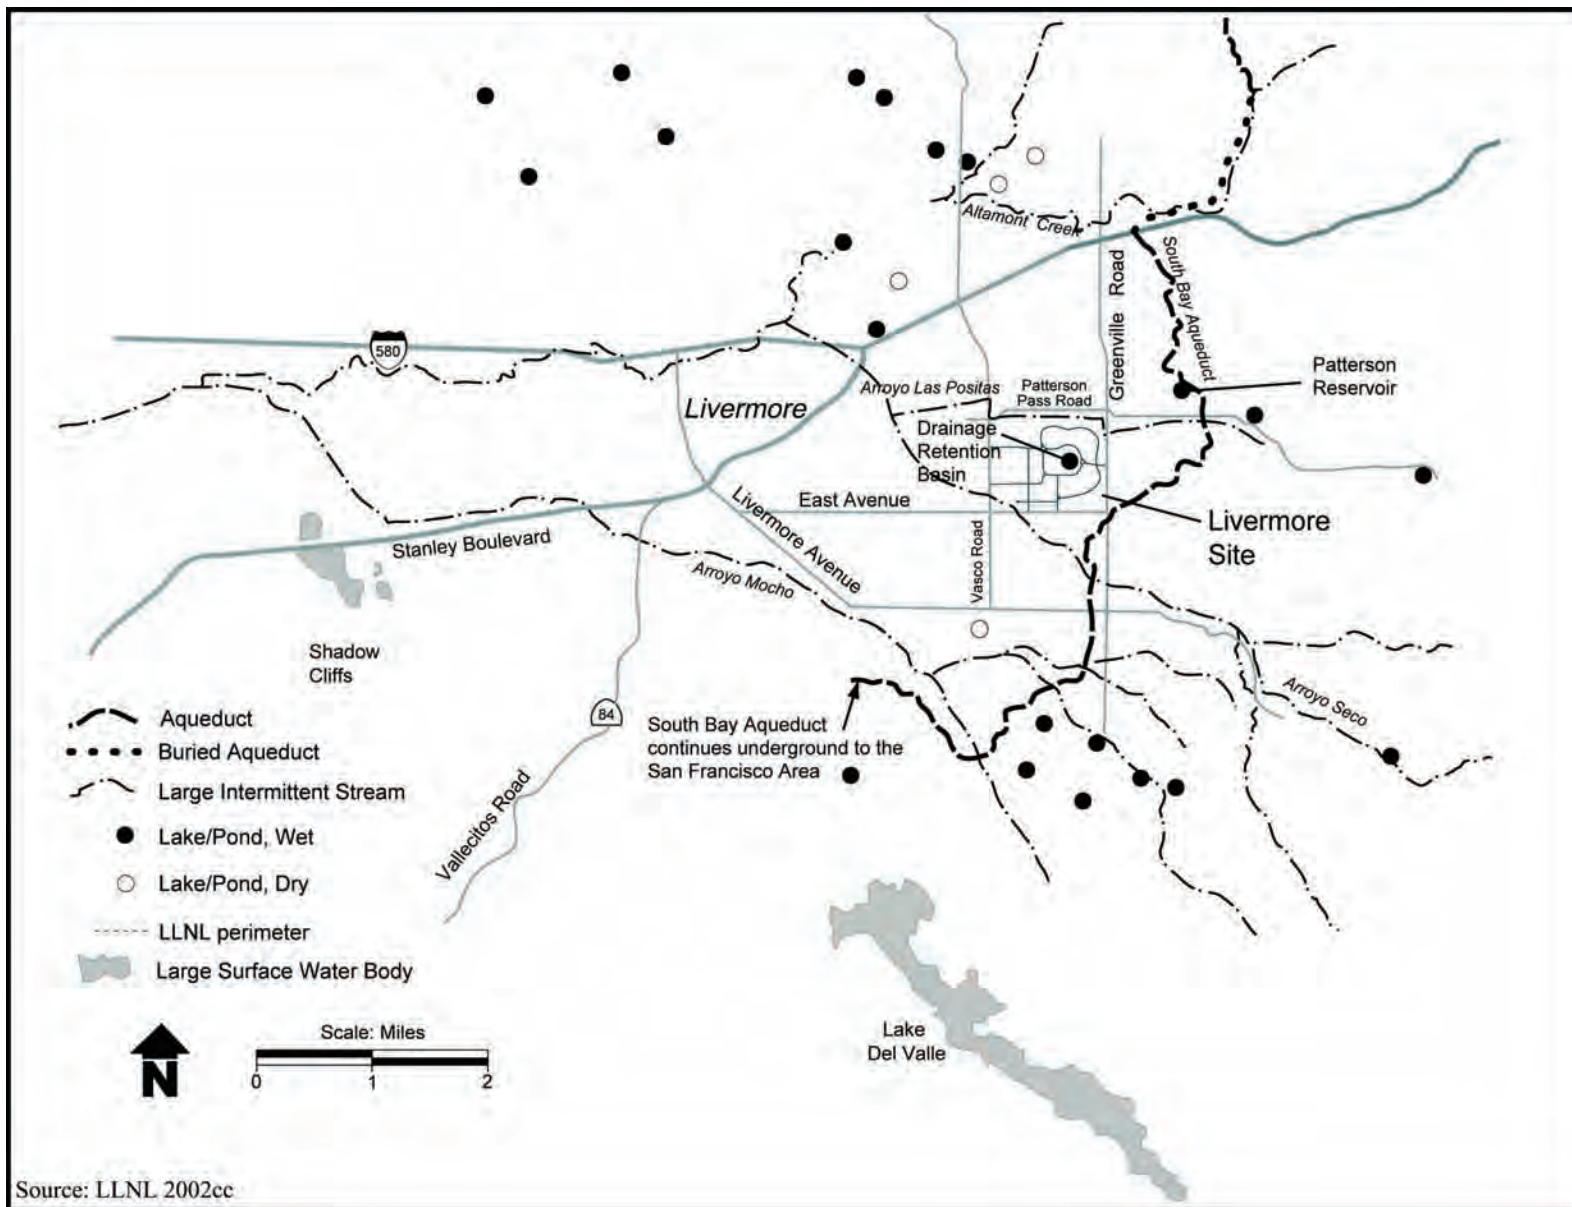 Altamont Creek
South Bay Aqueduct
Greenville Road
580
Patterson
Reservoir
Livermore
Arroyo Las Positas
Patterson
Pass Road
Drainage
Retention
Basin
East Avenue
Livermore
Site
Livermore Avenue
Vasco Road
Stanley Boulevard
Arroyo Mocho
Shadow
Cliffs
Arroyo Seco
84
South Bay Aqueduct
continues underground to the
San Francisco Area
Vallecitos Road
Aqueduct
Buried Aqueduct
Large Intermittent Stream
Lake/Pond, Wet
Lake/Pond, Dry
LLNL perimeter
Large Surface Water Body
Lake
Del Valle
N
Scale: Miles
0 1 2
Source: LLNL 2002cc